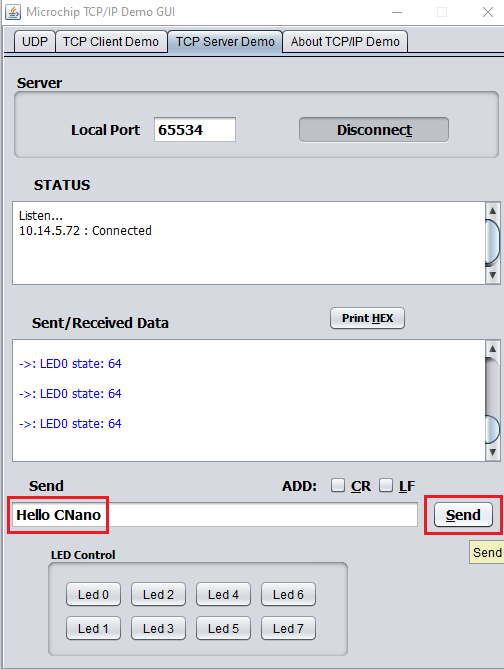 Microchip TCP/IP Demo GUI
UDP TCP Client Demo TCP Server Demo About TCP/IP Demo
Server
Local Port 65534 Disconnect
STATUS
Listen...
10.14.5.72 : Connected
Sent/Received Data Print HEX
->: LED0 state: 64
->: LED0 state: 64
->: LED0 state: 64
Send ADD: CR LF
Hello CNano Send
Send
LED Control
Led 0 Led 2 Led 4 Led 6
Led 1 Led 3 Led 5 Led 7